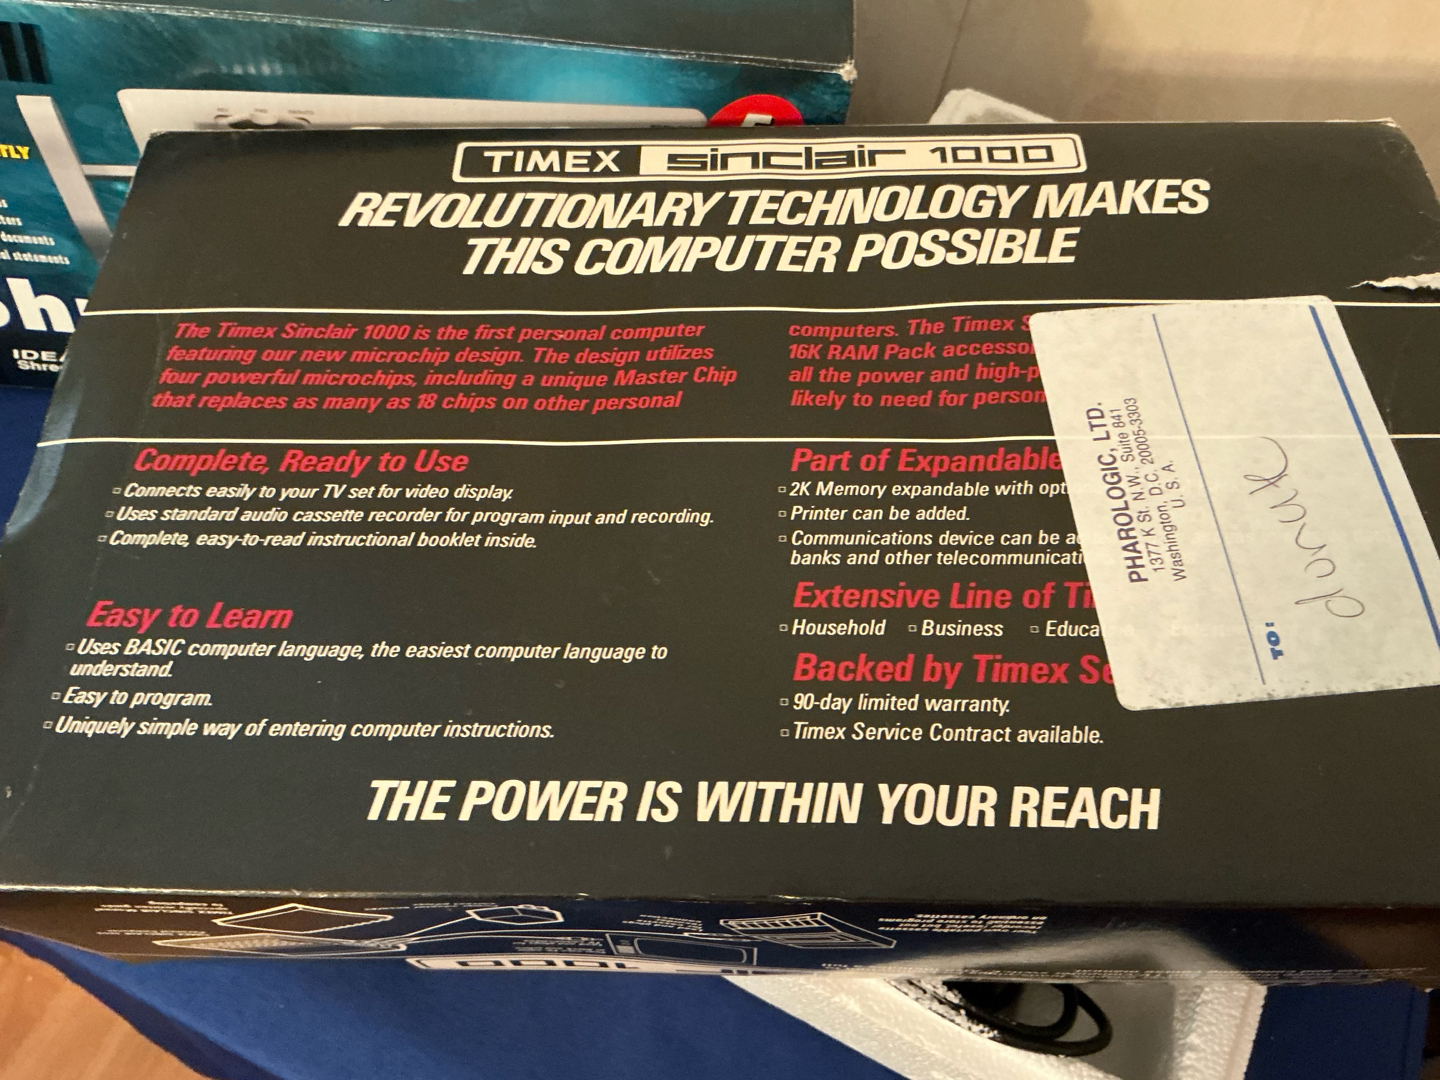 TLY
documents
al statements
TIMEX sinclair 1000
REVOLUTIONARY TECHNOLOGY MAKES
THIS COMPUTER POSSIBLE
The Timex Sinclair 1000 is the first personal computer
featuring our new microchip design. The design utilizes
four powerful microchips, including a unique Master Chip
that replaces as many as 18 chips on other personal
computers. The Timex S
16K RAM Pack accesso
all the power and high-p
likely to need for person
Complete, Ready to Use
▫ Connects easily to your TV set for video display.
▫ Uses standard audio cassette recorder for program input and recording.
▫ Complete, easy-to-read instructional booklet inside.
Easy to Learn
▫ Uses BASIC computer language, the easiest computer language to
understand.
▫ Easy to program.
▫ Uniquely simple way of entering computer instructions.
Part of Expandable
▫ 2K Memory expandable with opt
▫ Printer can be added.
▫ Communications device can be a
banks and other telecommunicati
Extensive Line of Ti
▫ Household ▫ Business ▫ Educa
Backed by Timex Se
▫ 90-day limited warranty.
▫ Timex Service Contract available.
THE POWER IS WITHIN YOUR REACH
PHAROLOGIC, LTD.
1377 K St. N.W., Suite 841
Washington, D.C. 20005-3303
U. S. A.
TO:
1000